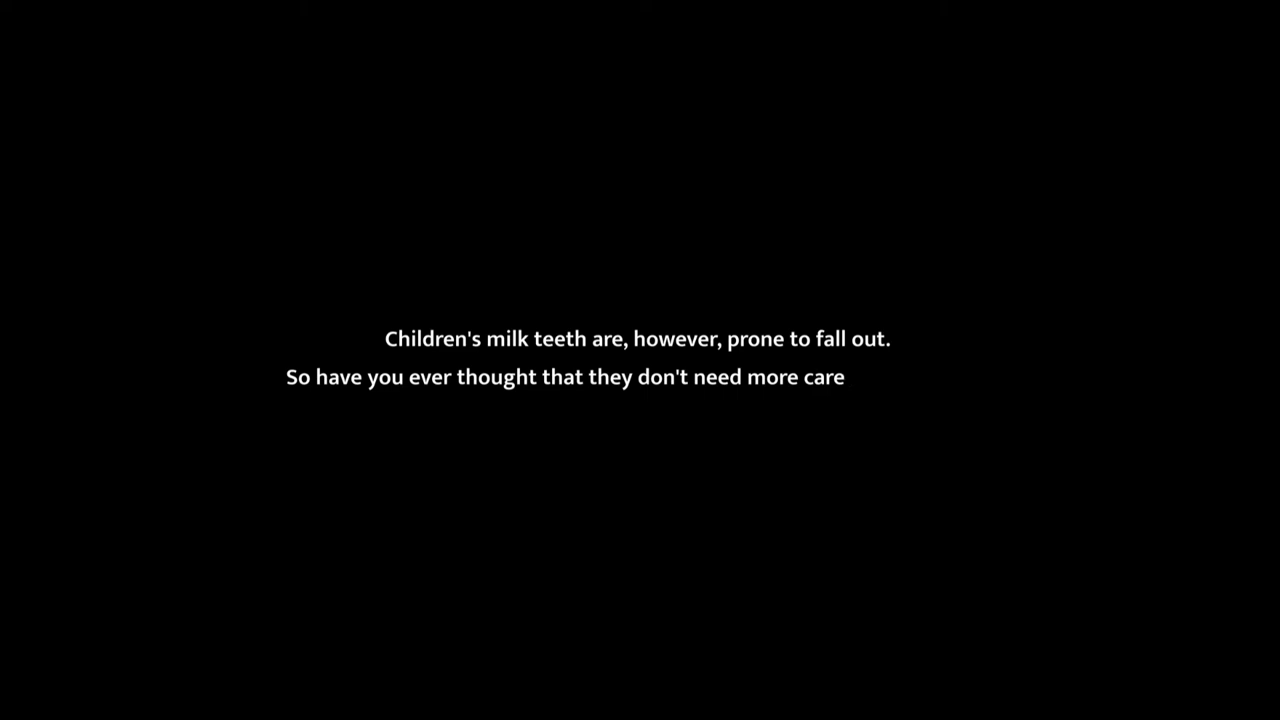 Children's milk teeth are, however, prone to fall out.
So have you ever thought that they don't need more care